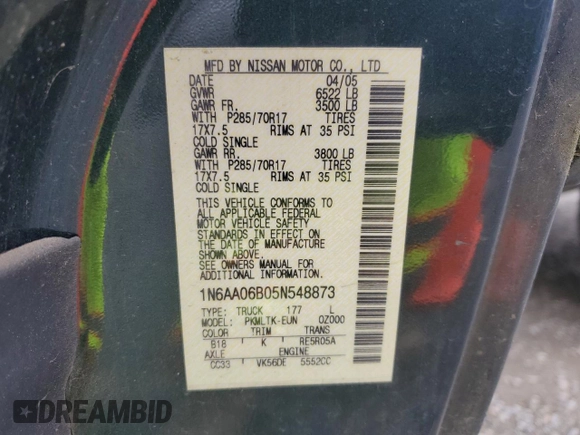 MFD BY NISSAN MOTOR CO., LTD
DATE 04/05
GVWR 6522 LB
GAWR FR. 3500 LB
WITH P285/70R17 TIRES
17X7.5 RIMS AT 35 PSI
COLD SINGLE
GAWR RR. 3800 LB
WITH P285/70R17 TIRES
17X7.5 RIMS AT 35 PSI
COLD SINGLE
THIS VEHICLE CONFORMS TO
ALL APPLICABLE FEDERAL
MOTOR VEHICLE SAFETY
STANDARDS IN EFFECT ON
THE DATE OF MANUFACTURE
SHOWN ABOVE.
SEE OWNERS MANUAL FOR
ADDITIONAL INFORMATION
1N6AA06B05N548873
TYPE: TRUCK 177 L
MODEL: PKMLTK-EUN OZ000
COLOR TRIM TRANS
B18 K RE5R05A
AXLE ENGINE
CC33 VK56DE 5552CC
DREAMBID